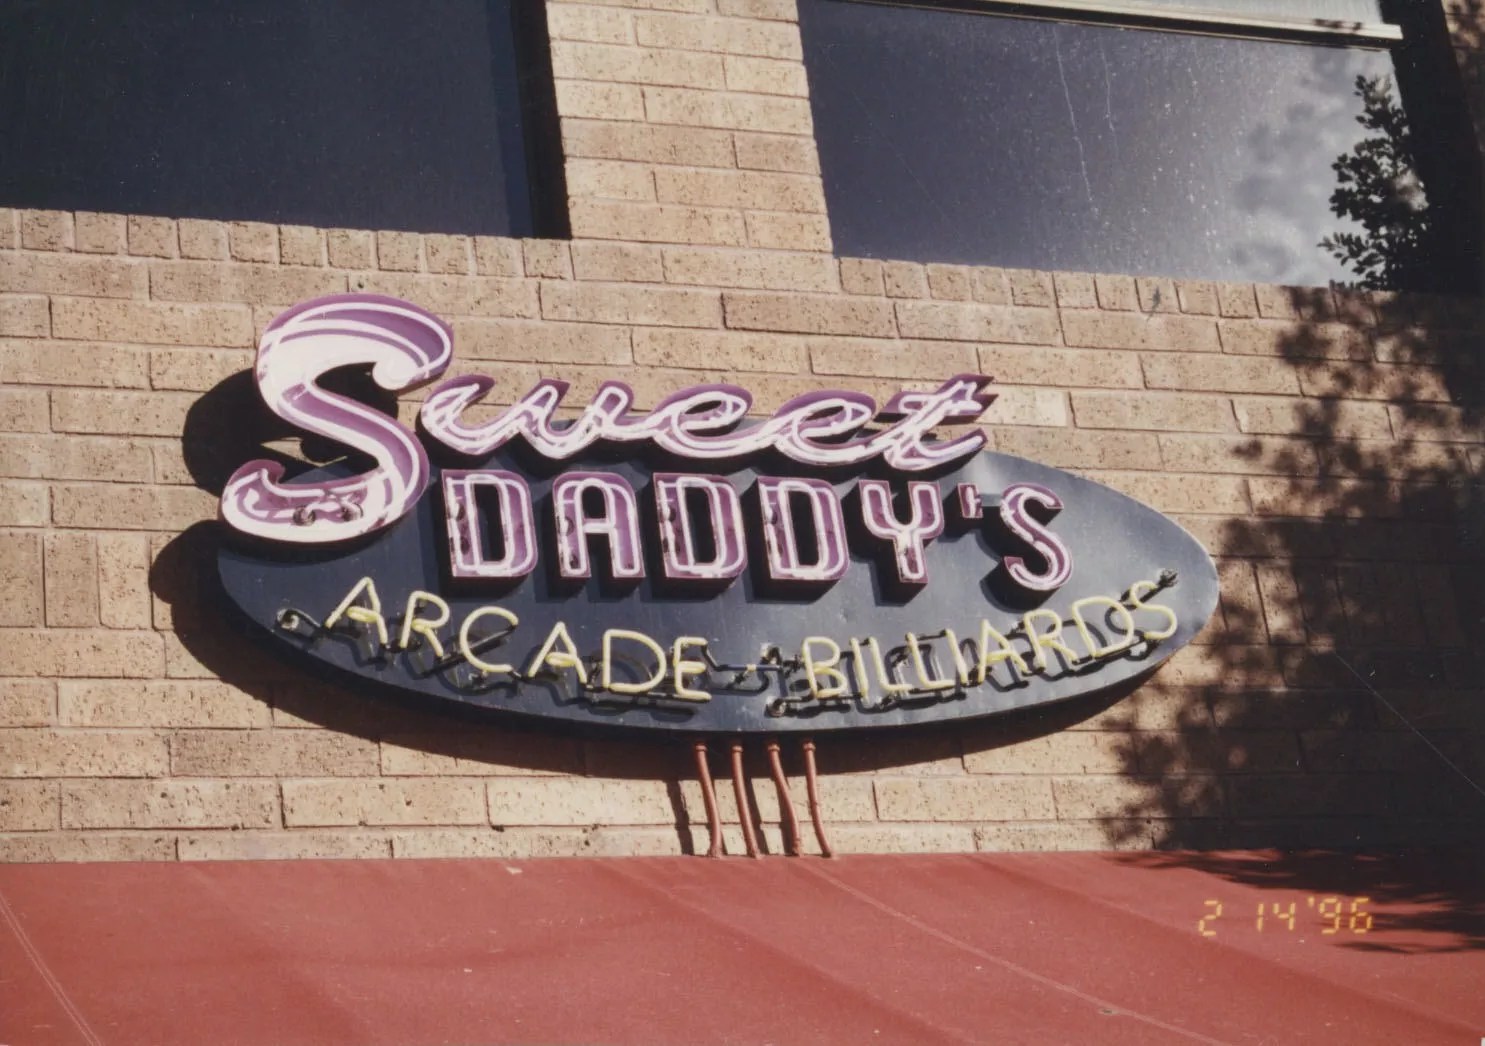 Sweet
DADDY'S
ARCADE - BILLIARDS
2 14 '96